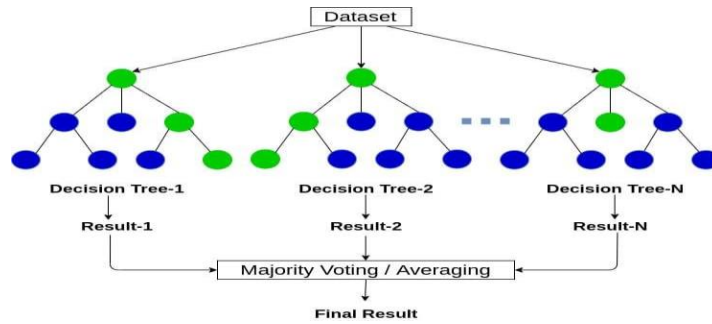 Dataset
Decision Tree-1 Decision Tree-2 Decision Tree-N
Result-1 Result-2 Result-N
Majority Voting / Averaging
Final Result